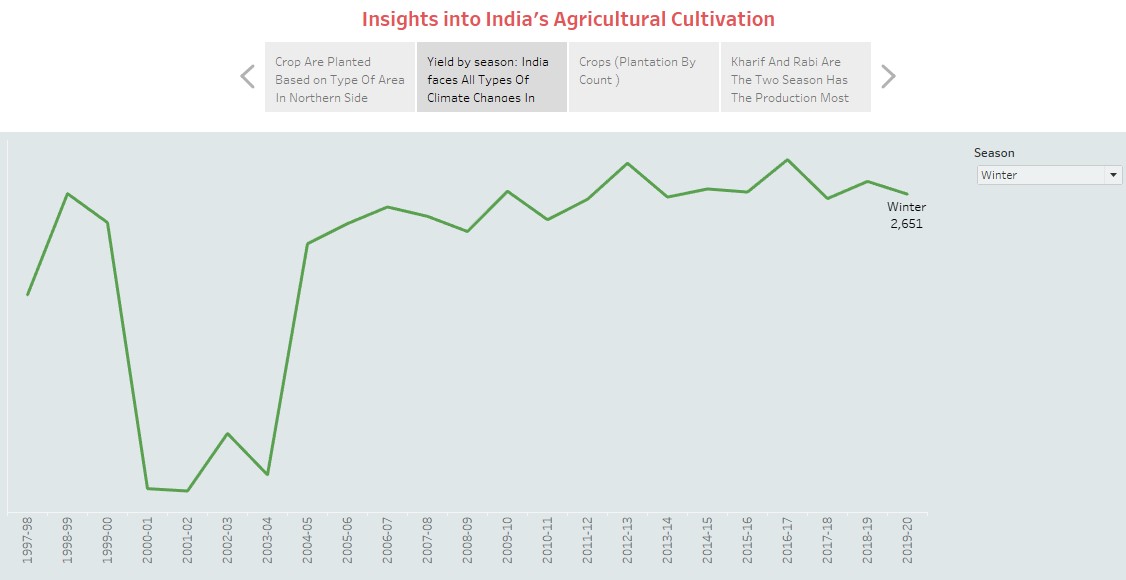 Insights into India's Agricultural Cultivation
Crop Are Planted
Based on Type Of Area
In Northern Side
Yield by season: India
faces All Types Of
Climate Changes In
Crops (Plantation By
Count )
Kharif And Rabi Are
The Two Season Has
The Production Most
Season
Winter
Winter
2,651
1997-98
1998-99
1999-00
2000-01
2001-02
2002-03
2003-04
2004-05
2005-06
2006-07
2007-08
2008-09
2009-10
2010-11
2011-12
2012-13
2013-14
2014-15
2015-16
2016-17
2017-18
2018-19
2019-20